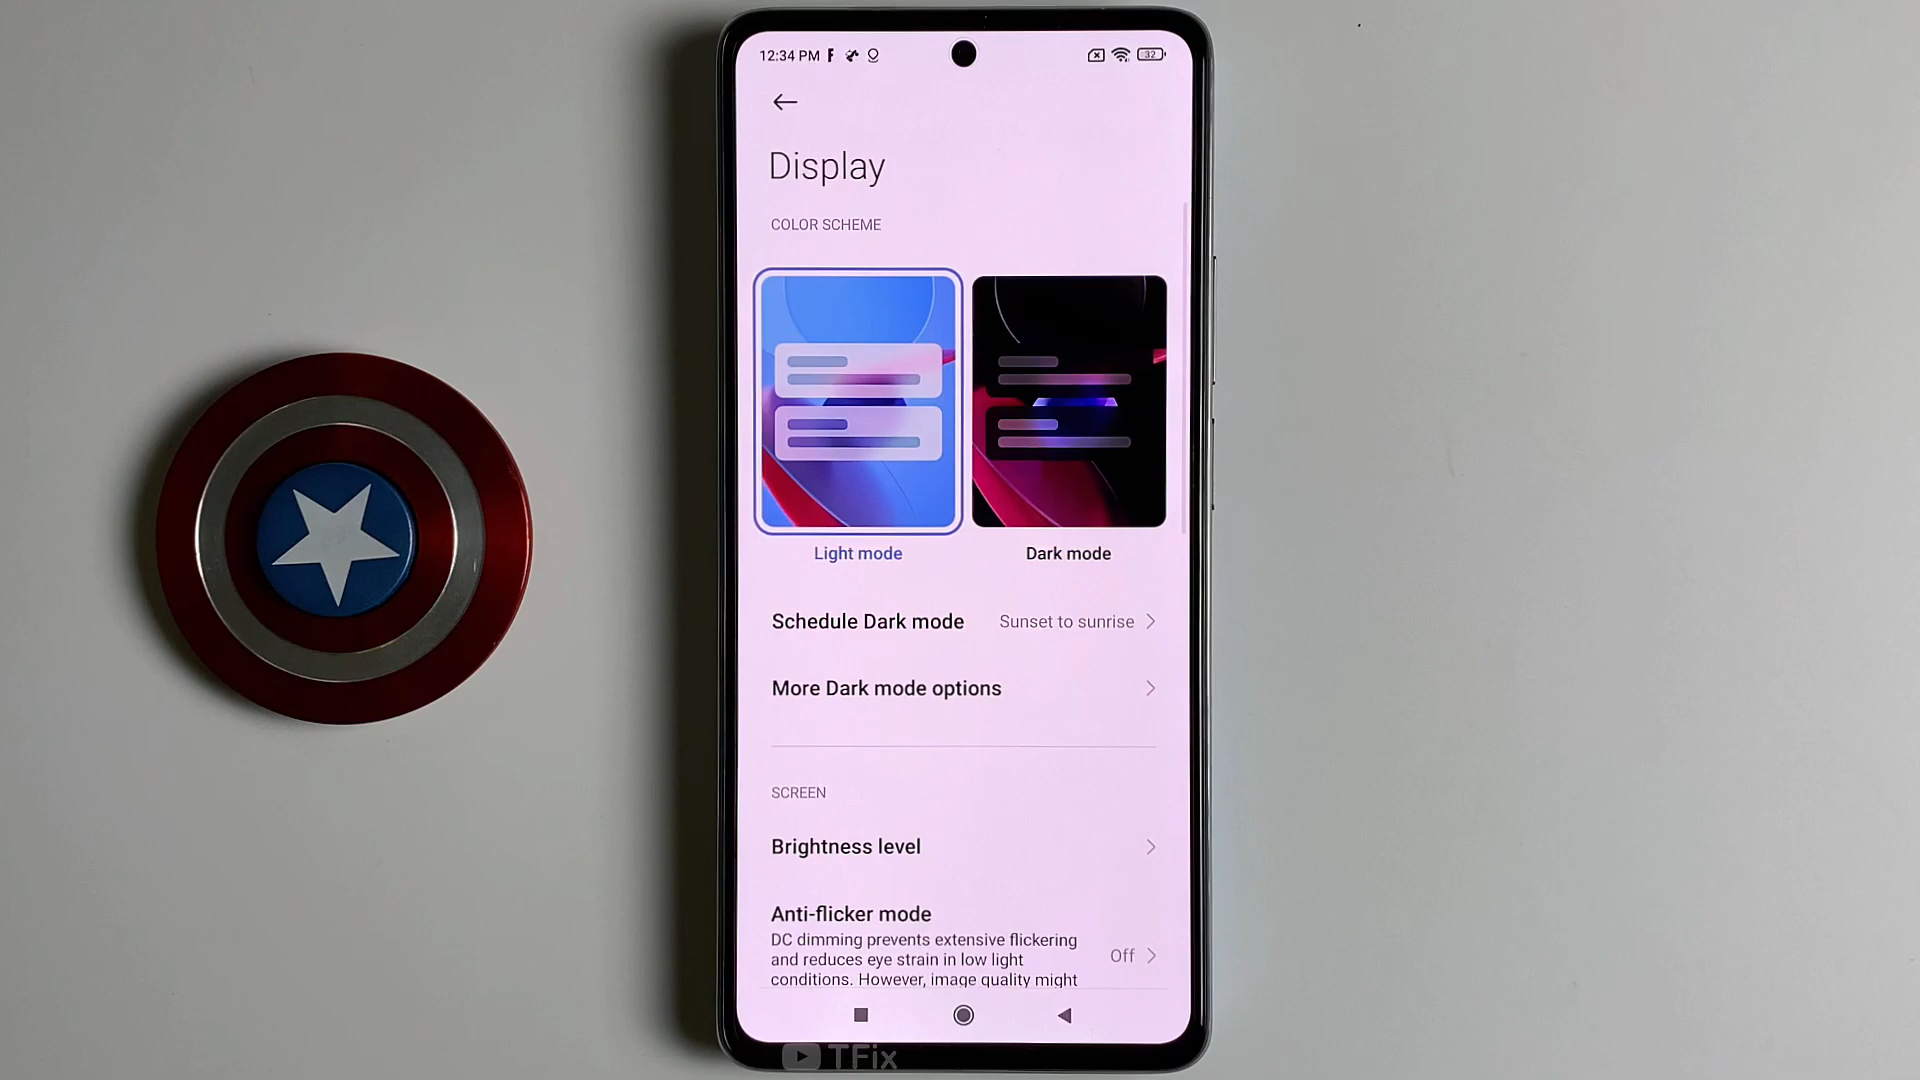 12:34 PM
32
Display
COLOR SCHEME
Light mode
Dark mode
Schedule Dark mode
Sunset to sunrise
More Dark mode options
SCREEN
Brightness level
Anti-flicker mode
DC dimming prevents extensive flickering
and reduces eye strain in low light
conditions. However, image quality might
Off
TFix